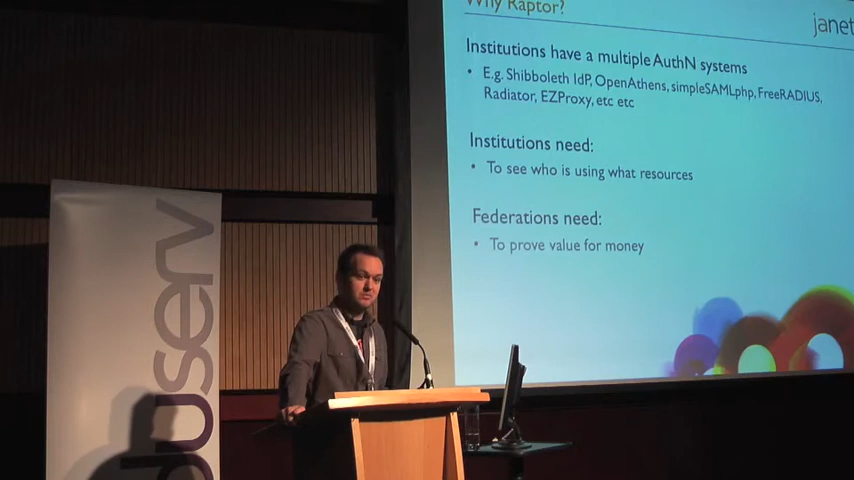 Why Raptor?
janet
Institutions have a multiple AuthN systems
• E.g. Shibboleth IdP, OpenAthens, simpleSAMLphp, FreeRADIUS,
Radiator, EZProxy, etc etc
Institutions need:
• To see who is using what resources
Federations need:
• To prove value for money
duserv